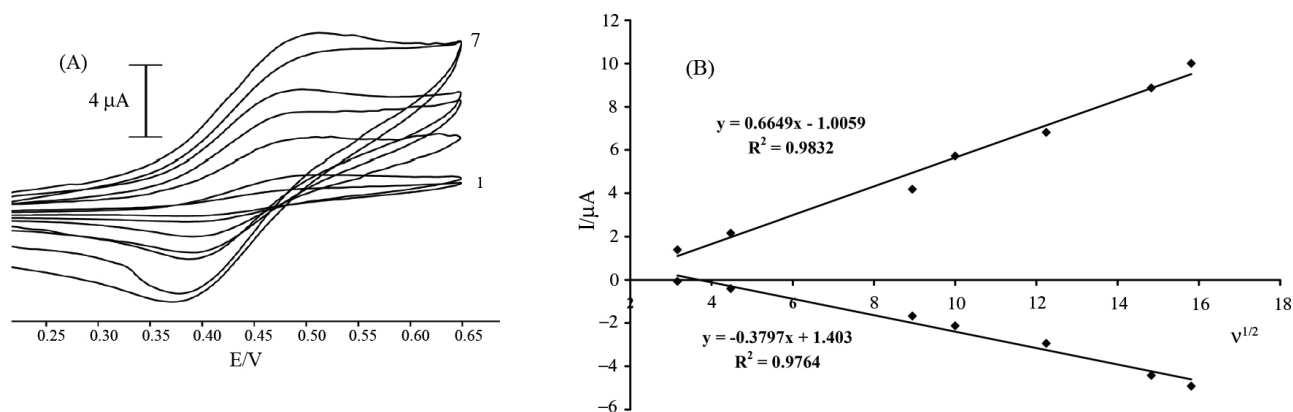 (A)
7
4 μA
1
0.25 0.30 0.35 0.40 0.45 0.50 0.55 0.60 0.65
E/V
(B)
12
10
8
6
4
2
0
−2
−4
−6
I/μA
y = 0.6649x - 1.0059
R² = 0.9832
2 4 6 8 10 12 14 16 18
y = -0.3797x + 1.403
R² = 0.9764
ν^1/2